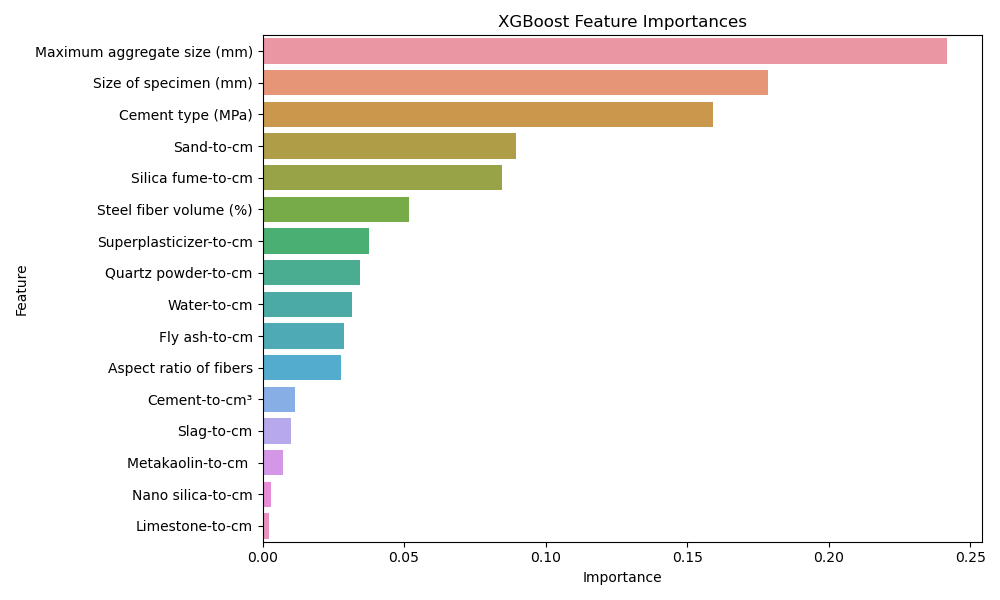 XGBoost Feature Importances
Maximum aggregate size (mm)
Size of specimen (mm)
Cement type (MPa)
Sand-to-cm
Silica fume-to-cm
Steel fiber volume (%)
Superplasticizer-to-cm
Quartz powder-to-cm
Water-to-cm
Fly ash-to-cm
Aspect ratio of fibers
Cement-to-cm³
Slag-to-cm
Metakaolin-to-cm
Nano silica-to-cm
Limestone-to-cm
Feature
0.00 0.05 0.10 0.15 0.20 0.25
Importance